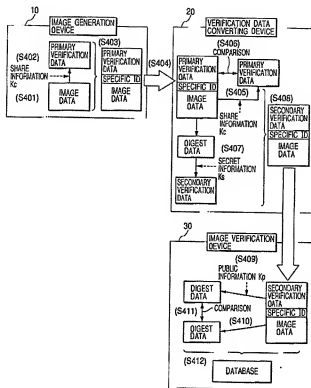 10
IMAGE GENERATION
DEVICE
(S402)
SHARE
INFORMATION
Kc
(S401)
PRIMARY
VERIFICATION
DATA
IMAGE DATA
(S403)
PRIMARY
VERIFICATION
DATA
SPECIFIC ID
IMAGE
DATA
(S404)
20
VERIFICATION DATA
CONVERTING DEVICE
(S406)
COMPARISON
PRIMARY
VERIFICATION
DATA
SPECIFIC ID
IMAGE
DATA
PRIMARY
VERIFICATION
DATA
(S405)
SHARE
INFORMATION
Kc
DIGEST
DATA
(S407)
SECRET
INFORMATION
Ks
SECONDARY
VERIFICATION
DATA
(S408)
SECONDARY
VERIFICATION
DATA
SPECIFIC ID
IMAGE
DATA
30
IMAGE VERIFICATION
DEVICE
(S409)
PUBLIC
INFORMATION Kp
DIGEST
DATA
SECONDARY
VERIFICATION
DATA
SPECIFIC ID
IMAGE
DATA
(S411)
COMPARISON
(S410)
DIGEST
DATA
(S412)
DATABASE